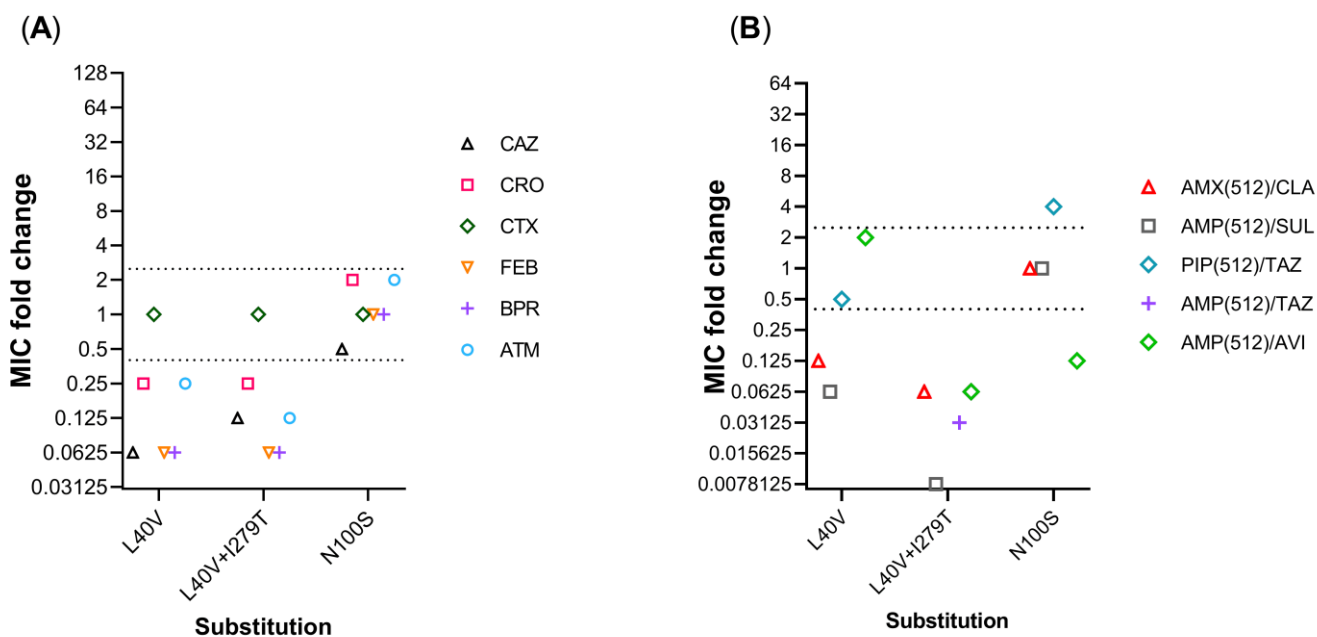 (A)
MIC fold change
128
64
32
16
8
4
2
1
0.5
0.25
0.125
0.0625
0.03125
L40V
L40V+I279T
N100S
Substitution
CAZ
CRO
CTX
FEB
BPR
ATM
(B)
MIC fold change
64
32
16
8
4
2
1
0.5
0.25
0.125
0.0625
0.03125
0.015625
0.0078125
L40V
L40V+I279T
N100S
Substitution
AMX(512)/CLA
AMP(512)/SUL
PIP(512)/TAZ
AMP(512)/TAZ
AMP(512)/AVI